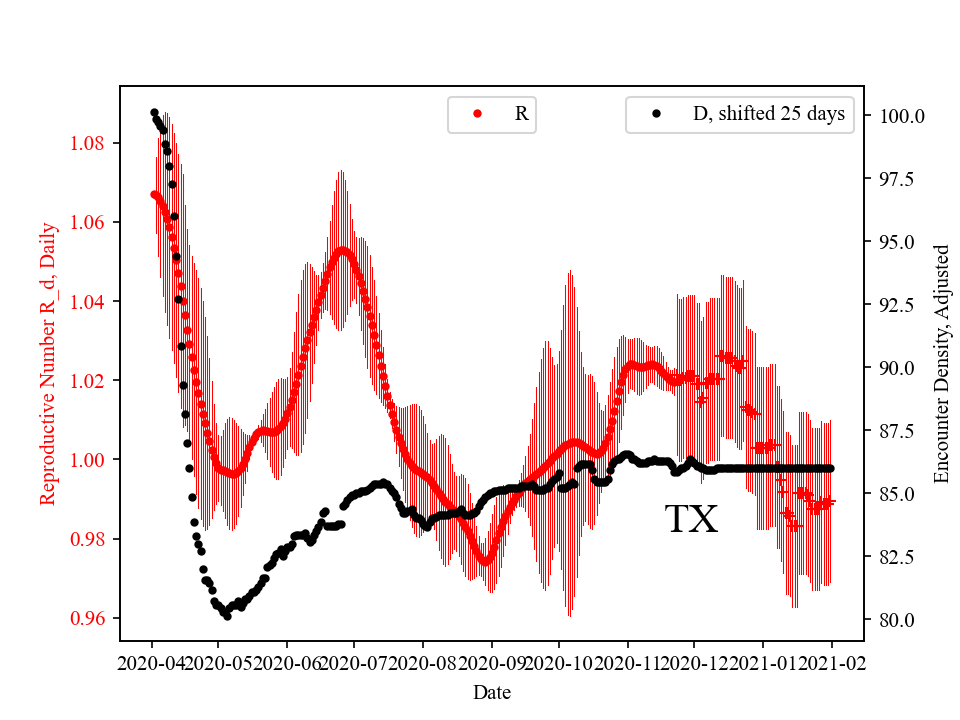 R
D, shifted 25 days
Reproductive Number R_d, Daily
1.08
1.06
1.04
1.02
1.00
0.98
0.96
100.0
97.5
95.0
92.5
90.0
87.5
85.0
82.5
80.0
Encounter Density, Adjusted
TX
2020-04 2020-05 2020-06 2020-07 2020-08 2020-09 2020-10 2020-11 2020-12 2021-01 2021-02
Date